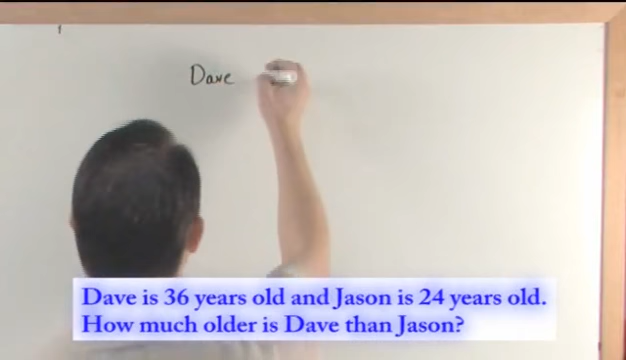 Dave
Dave is 36 years old and Jason is 24 years old.
How much older is Dave than Jason?